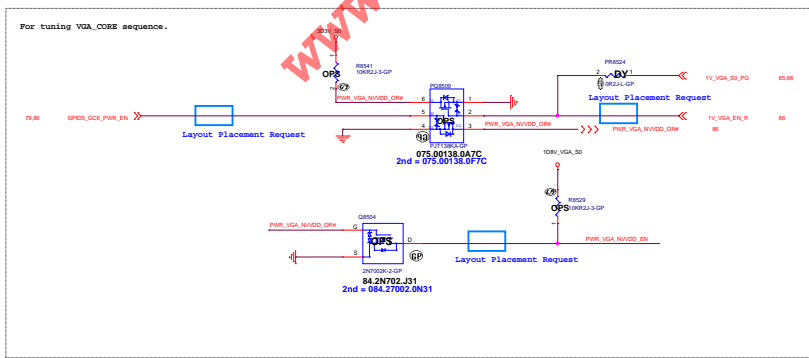 For tuning VGA_CORE sequence.
3D3V_S0
R8541
10KR2J-3-GP
OPS
PWR_VGA_NVVDD_OR#
PQ8509
6
5
4
1
2
3
OPS
PJT138KA-GP
075.00138.0A7C
2nd = 075.00138.0F7C
79,86
GPIO5_GC6_PWR_EN
Layout Placement Request
PR8524
2
DY
1
0R2J-L-GP
1V_VGA_S0_PG
85,86
Layout Placement Request
1V_VGA_EN_R
86
PWR_VGA_NVVDD_OR#
PWR_VGA_NVVDD_OR#
86
1D8V_VGA_S0
R8529
10KR2J-3-GP
OPS
Q8504
PWR_VGA_NVVDD_OR#
G
D
S
OPS
GP
2N7002K-2-GP
84.2N702.J31
2nd = 084.27002.0N31
Layout Placement Request
PWR_VGA_NVVDD_EN
www